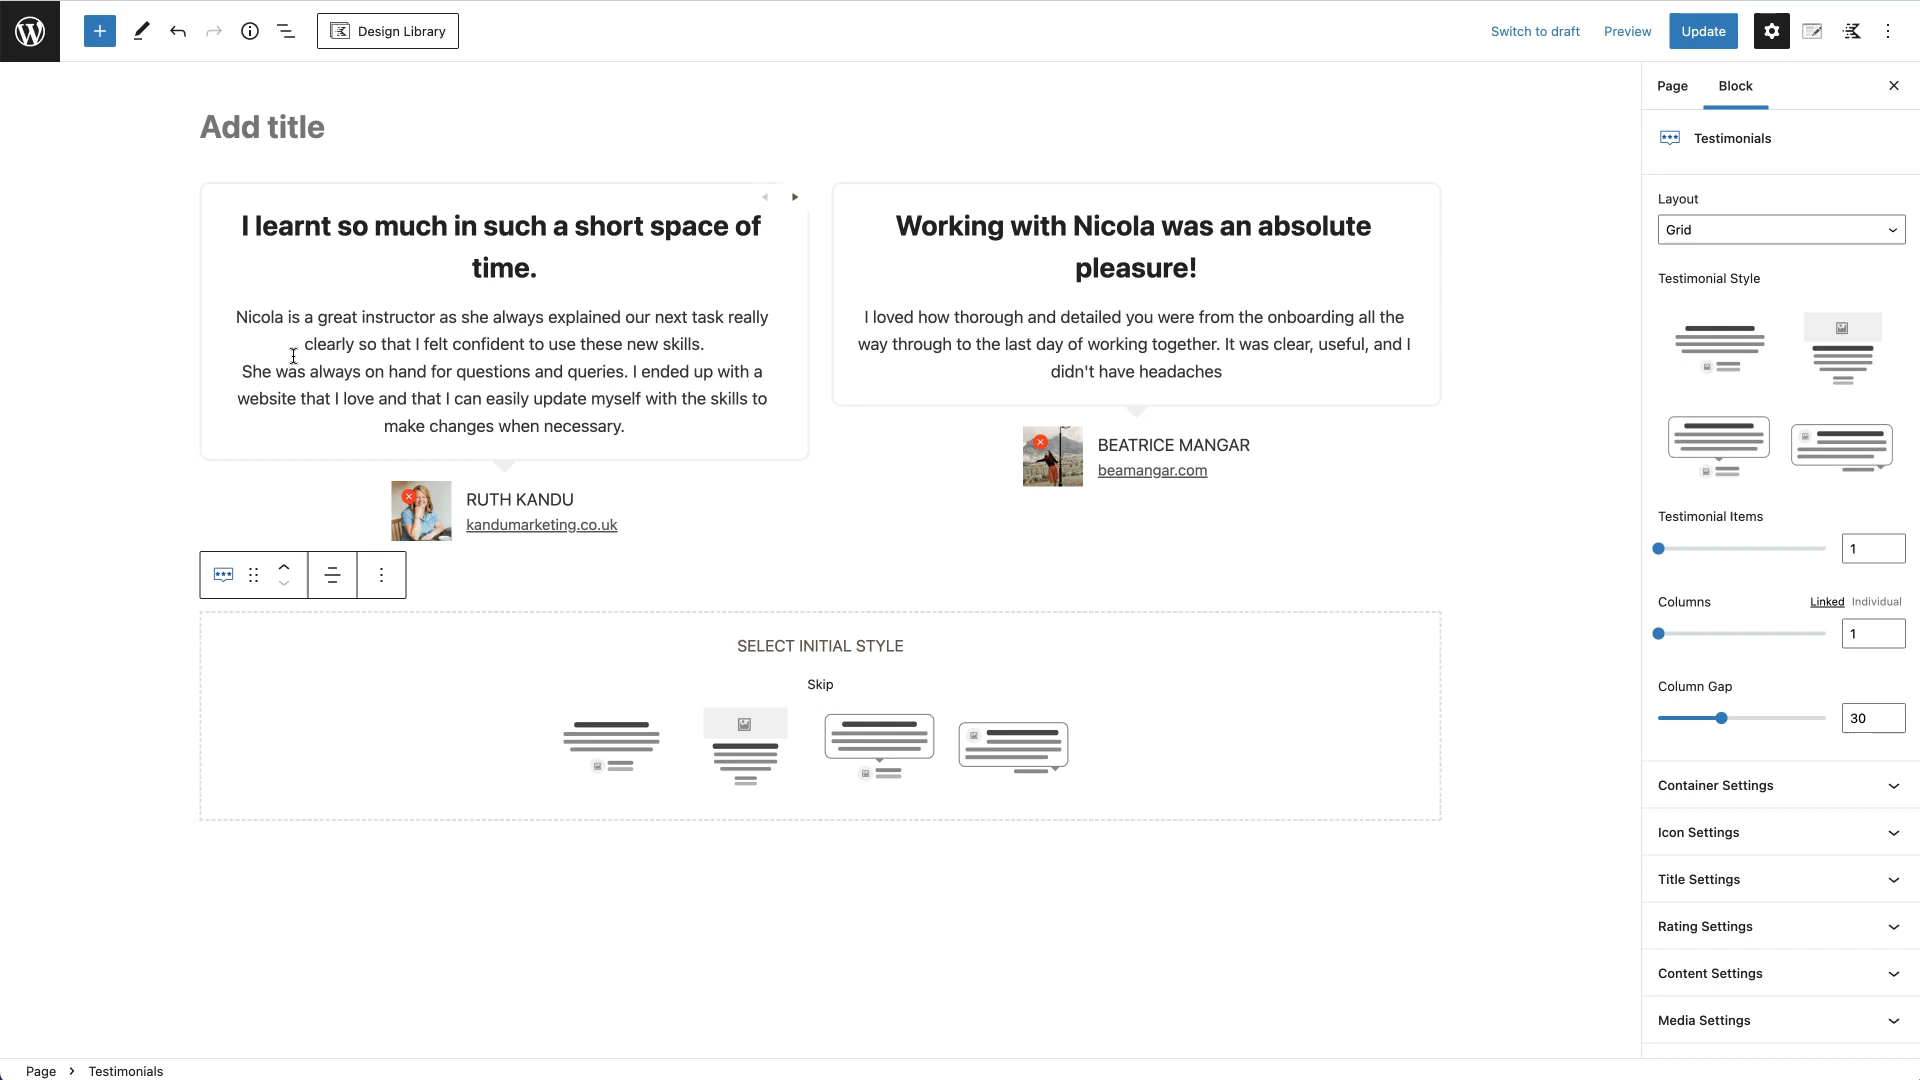 Design Library
Switch to draft
Preview
Update
Page
Block
Testimonials
Add title
I learnt so much in such a short space of
time.
Nicola is a great instructor as she always explained our next task really
clearly so that I felt confident to use these new skills.
She was always on hand for questions and queries. I ended up with a
website that I love and that I can easily update myself with the skills to
make changes when necessary.
RUTH KANDU
kandumarketing.co.uk
Working with Nicola was an absolute
pleasure!
I loved how thorough and detailed you were from the onboarding all the
way through to the last day of working together. It was clear, useful, and I
didn't have headaches
BEATRICE MANGAR
beamangar.com
SELECT INITIAL STYLE
Skip
Layout
Grid
Testimonial Style
Testimonial Items
1
Columns
Linked Individual
1
Column Gap
30
Container Settings
Icon Settings
Title Settings
Rating Settings
Content Settings
Media Settings
Page
Testimonials